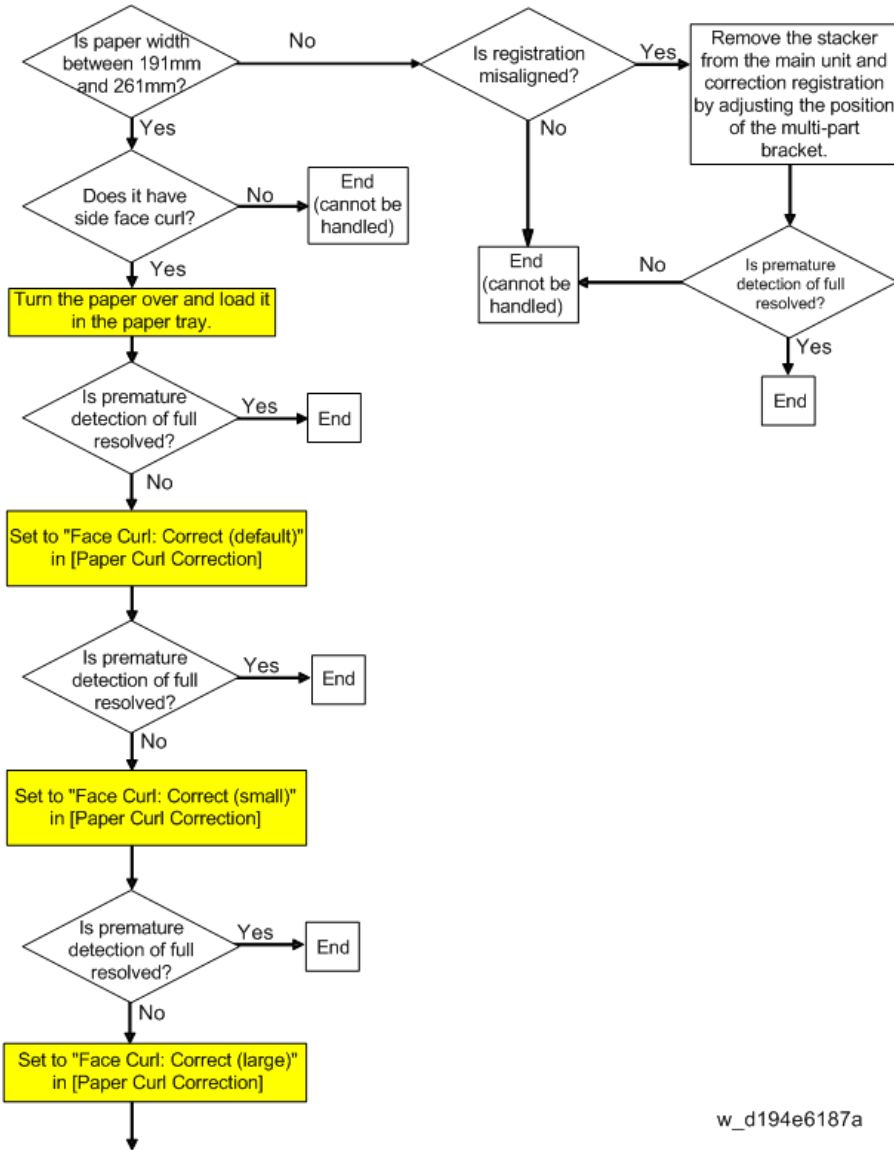 Is paper width
between 191mm
and 261mm?
No
Is registration
misaligned?
Yes
Remove the stacker
from the main unit and
correction registration
by adjusting the position
of the multi-part
bracket.
Yes
No
Does it have
side face curl?
No
End
(cannot be
handled)
End
(cannot be
handled)
No
Is premature
detection of full
resolved?
Yes
End
Yes
Turn the paper over and load it
in the paper tray.
Is premature
detection of full
resolved?
Yes
End
No
Set to "Face Curl: Correct (default)"
in [Paper Curl Correction]
Is premature
detection of full
resolved?
Yes
End
No
Set to "Face Curl: Correct (small)"
in [Paper Curl Correction]
Is premature
detection of full
resolved?
Yes
End
No
Set to "Face Curl: Correct (large)"
in [Paper Curl Correction]
w_d194e6187a